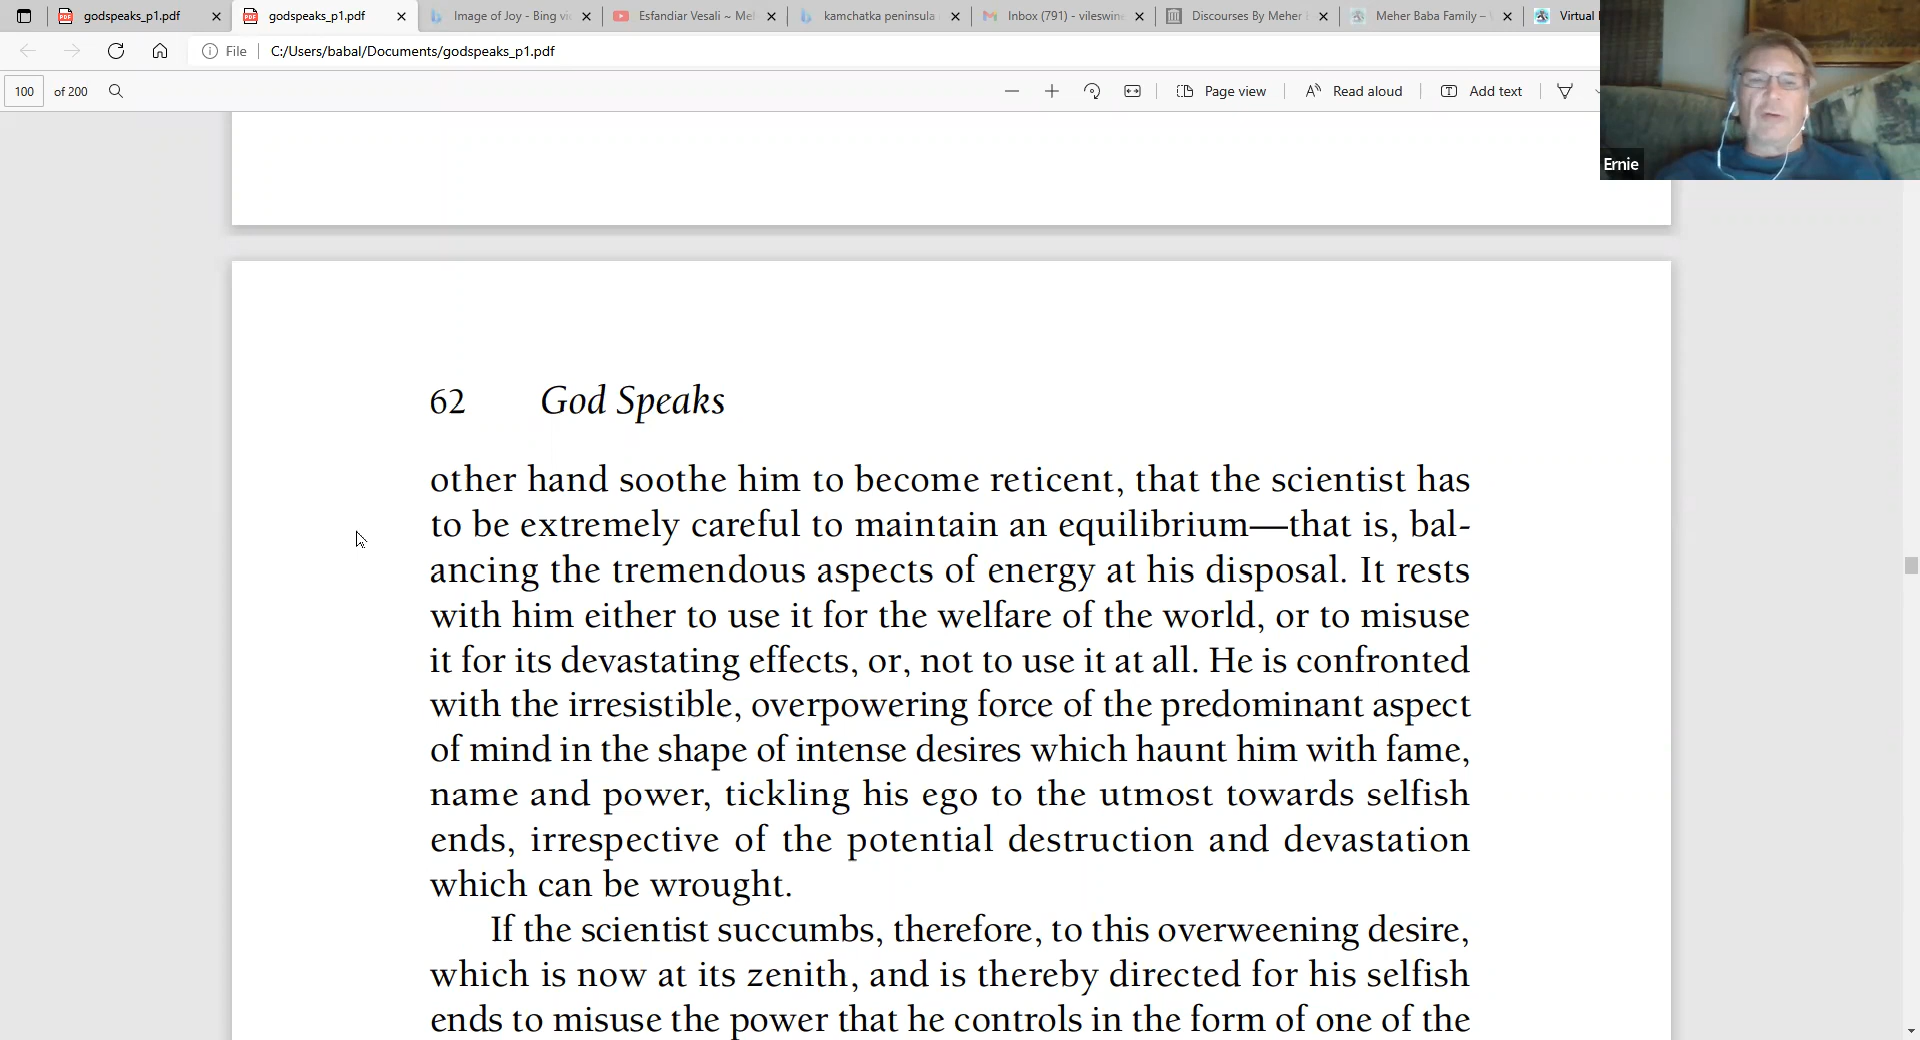 godspeaks_p1.pdf
godspeaks_p1.pdf
Image of Joy - Bing vi
Esfandiar Vesali ~ Me
kamchatka peninsula
Inbox (791) - vileswin
Discourses By Meher
Meher Baba Family –
Virtual
File
C:/Users/babal/Documents/godspeaks_p1.pdf
100 of 200
Page view
Read aloud
Add text
Ernie
62 God Speaks
other hand soothe him to become reticent, that the scientist has
to be extremely careful to maintain an equilibrium—that is, bal-
ancing the tremendous aspects of energy at his disposal. It rests
with him either to use it for the welfare of the world, or to misuse
it for its devastating effects, or, not to use it at all. He is confronted
with the irresistible, overpowering force of the predominant aspect
of mind in the shape of intense desires which haunt him with fame,
name and power, tickling his ego to the utmost towards selfish
ends, irrespective of the potential destruction and devastation
which can be wrought.
If the scientist succumbs, therefore, to this overweening desire,
which is now at its zenith, and is thereby directed for his selfish
ends to misuse the power that he controls in the form of one of the